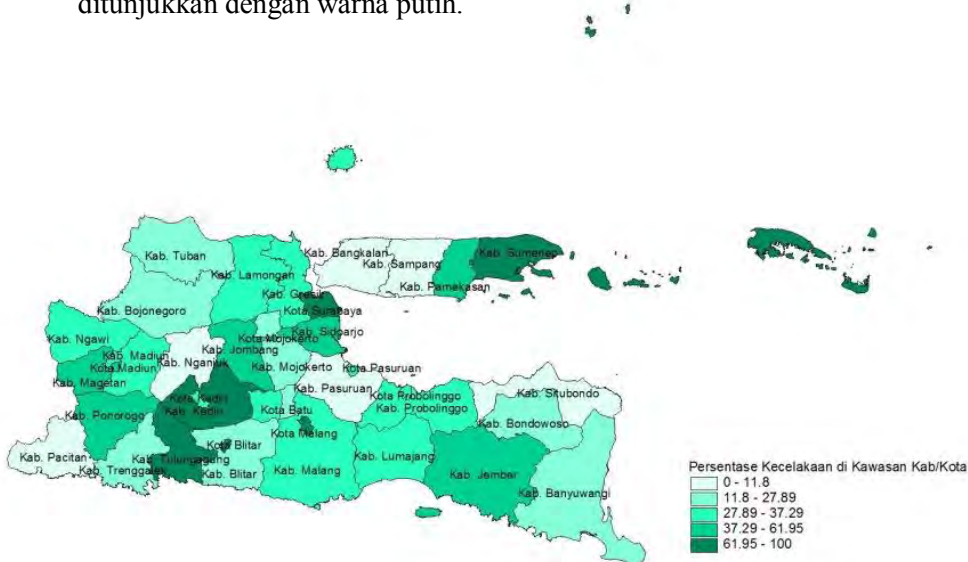 ditunjukkan dengan warna putih.
Kab. Tuban
Kab. Bangkalan
Kab. Sumenep
Kab. Sampang
Kab. Lamongan
Kab. Pamekasan
Kab. Gresik
Kab. Bojonegoro
Kota Surabaya
Kab. Sidoarjo
Kab. Ngawi
Kota Mojokerto
Kab. Madiun
Kab. Jombang
Kota Madiun
Kab. Nganjuk
Kab. Mojokerto
Kota Pasuruan
Kab. Magetan
Kab. Pasuruan
Kota Probolinggo
Kab. Situbondo
Kota Kediri
Kab. Kediri
Kab. Ponorogo
Kota Batu
Kab. Probolinggo
Kab. Bondowoso
Kota Malang
Kota Blitar
Kab. Pacitan
Kab. Tulungagung
Kab. Lumajang
Kab. Trenggalek
Kab. Blitar
Kab. Malang
Kab. Jember
Kab. Banyuwangi
Persentase Kecelakaan di Kawasan Kab/Kota
0 - 11.8
11.8 - 27.89
27.89 - 37.29
37.29 - 61.95
61.95 - 100